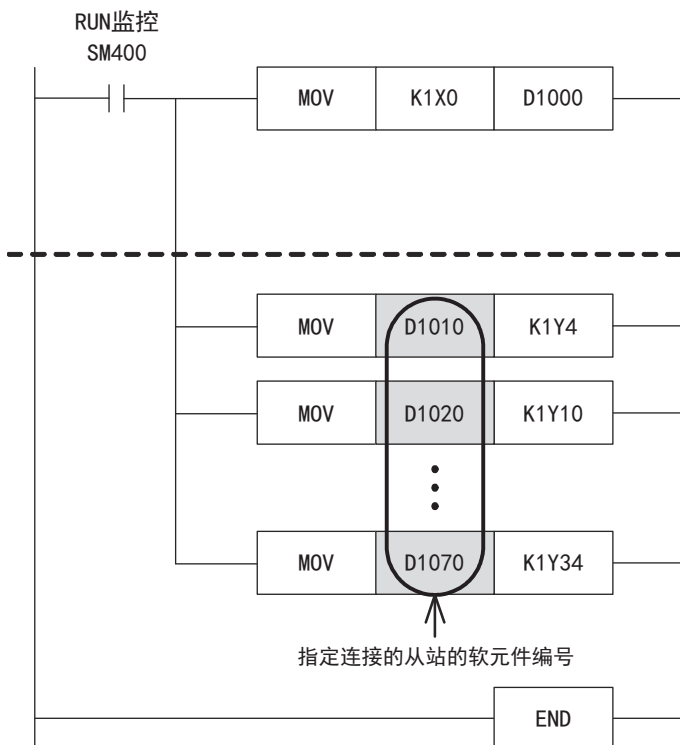 RUN监控
SM400
MOV K1X0 D1000
MOV D1010 K1Y4
MOV D1020 K1Y10
MOV D1070 K1Y34
指定连接的从站的软元件编号
END